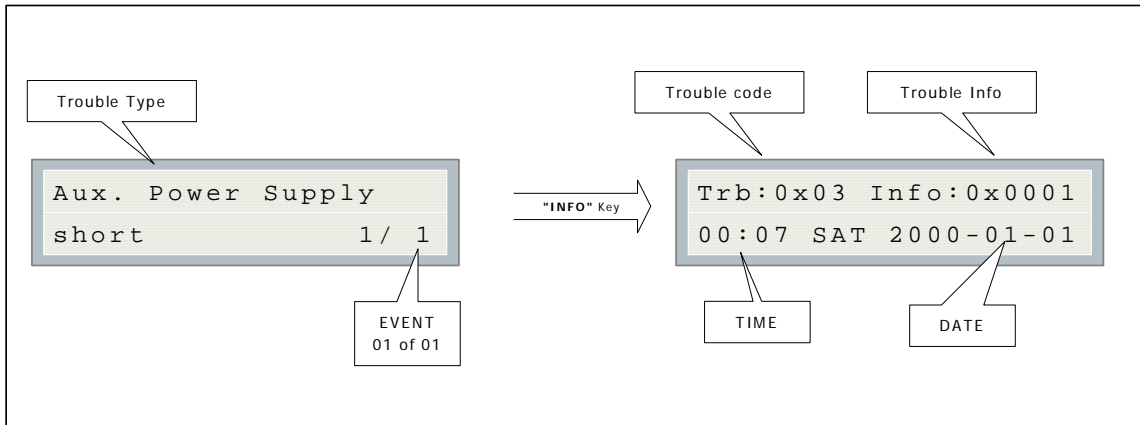 Trouble Type
Aux. Power Supply
short 1/ 1
EVENT
01 of 01
"INFO" Key
Trouble code
Trouble Info
Trb:0x03 Info:0x0001
00:07 SAT 2000-01-01
TIME
DATE